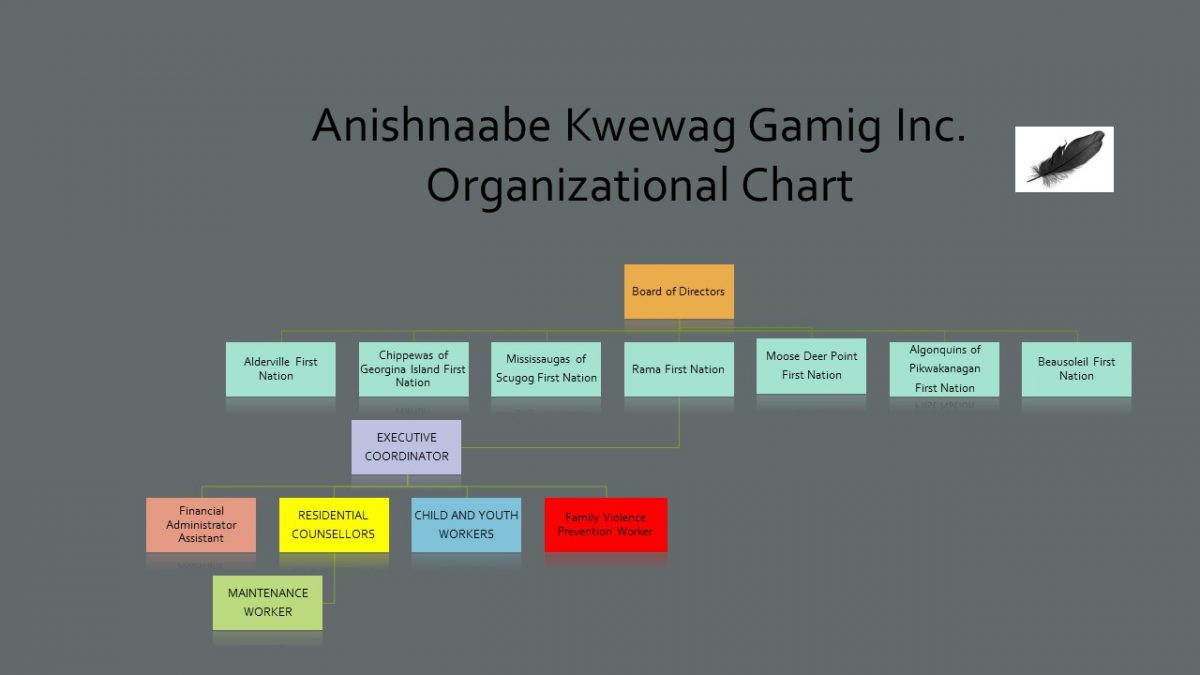 Anishnaabe Kwewag Gamig Inc.
Organizational Chart
Board of Directors
Alderville First
Nation
Chippewas of
Georgina Island First
Nation
Mississaugas of
Scugog First Nation
Rama First Nation
Moose Deer Point
First Nation
Algonquins of
Pikwakanagan
First Nation
Beausoleil First
Nation
EXECUTIVE
COORDINATOR
Financial
Administrator
Assistant
RESIDENTIAL
COUNSELLORS
CHILD AND YOUTH
WORKERS
Family Violence
Prevention Worker
MAINTENANCE
WORKER